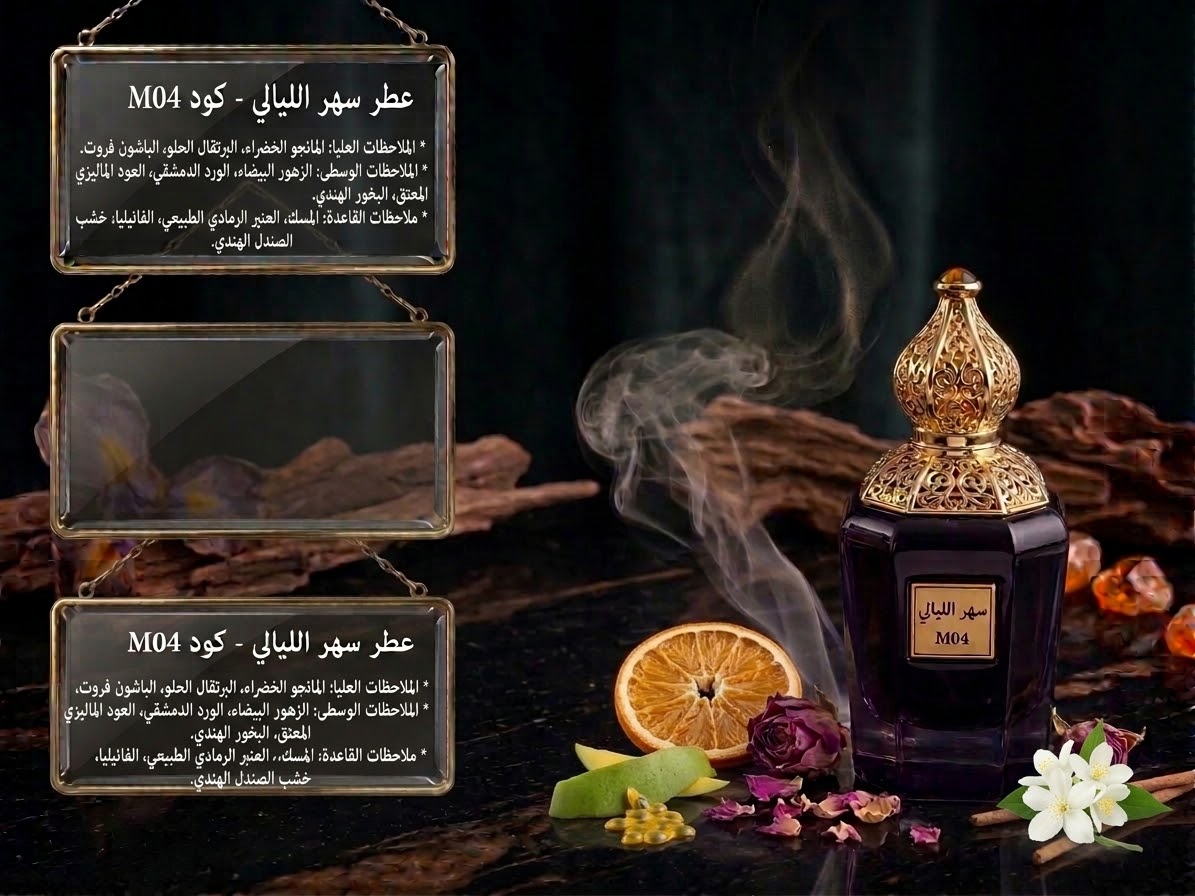 عطر سهر الليالي - كود M04
* الملاحظات العليا: المانجو الخضراء، البرتقال الحلو، الباشون فروت.
* الملاحظات الوسطى: الزهور البيضاء، الورد الدمشقي، العود الماليزي
المعتق، البخور الهندي.
* ملاحظات القاعدة: المسك، العنبر الرمادي الطبيعي، الفانيليا، خشب
الصندل الهندي.
عطر سهر الليالي - كود M04
* الملاحظات العليا: المانجو الخضراء، البرتقال الحلو، الباشون فروت.
* الملاحظات الوسطى: الزهور البيضاء، الورد الدمشقي، العود الماليزي
المعتق، البخور الهندي.
* ملاحظات القاعدة: المسك، العنبر الرمادي الطبيعي، الفانيليا،
خشب الصندل الهندي.
سهر الليالي
M04